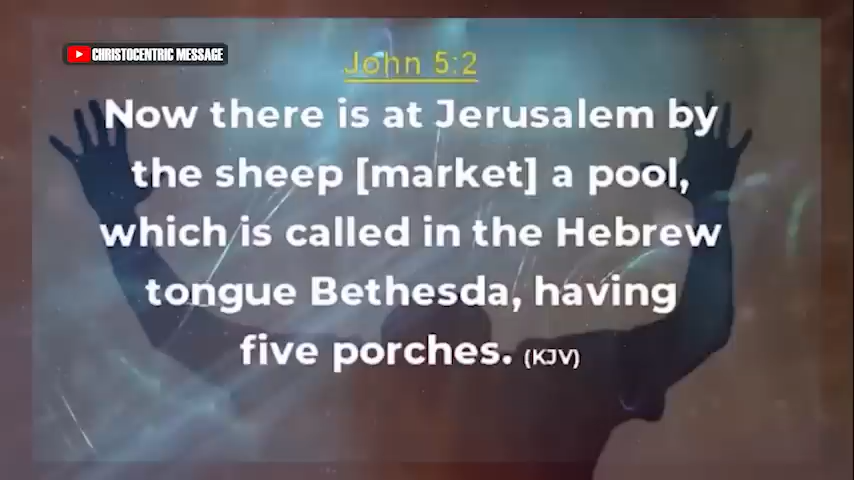 CHRISTOCENTRIC MESSAGE
John 5:2
Now there is at Jerusalem by
the sheep [market] a pool,
which is called in the Hebrew
tongue Bethesda, having
five porches. (KJV)